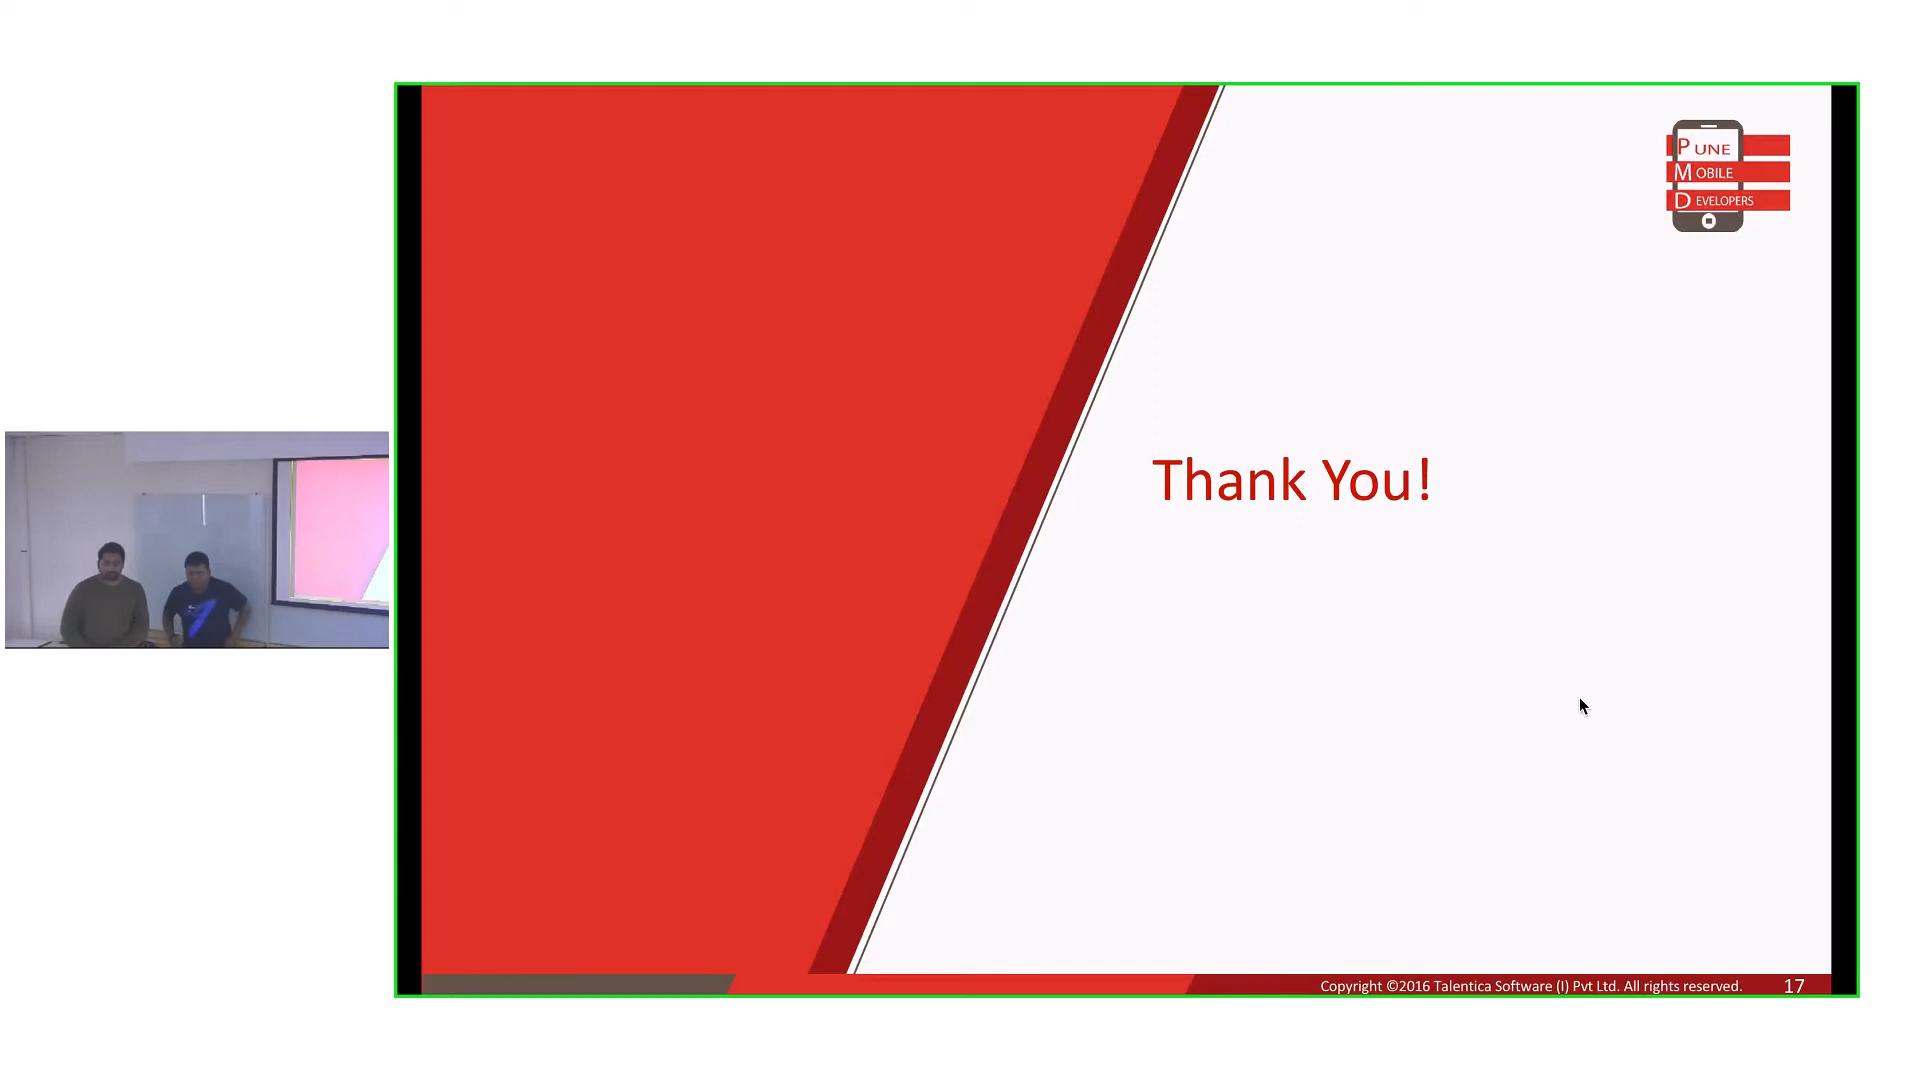 PUNE
MOBILE
DEVELOPERS
Thank You!
Copyright ©2016 Talentica Software (I) Pvt Ltd. All rights reserved.
17